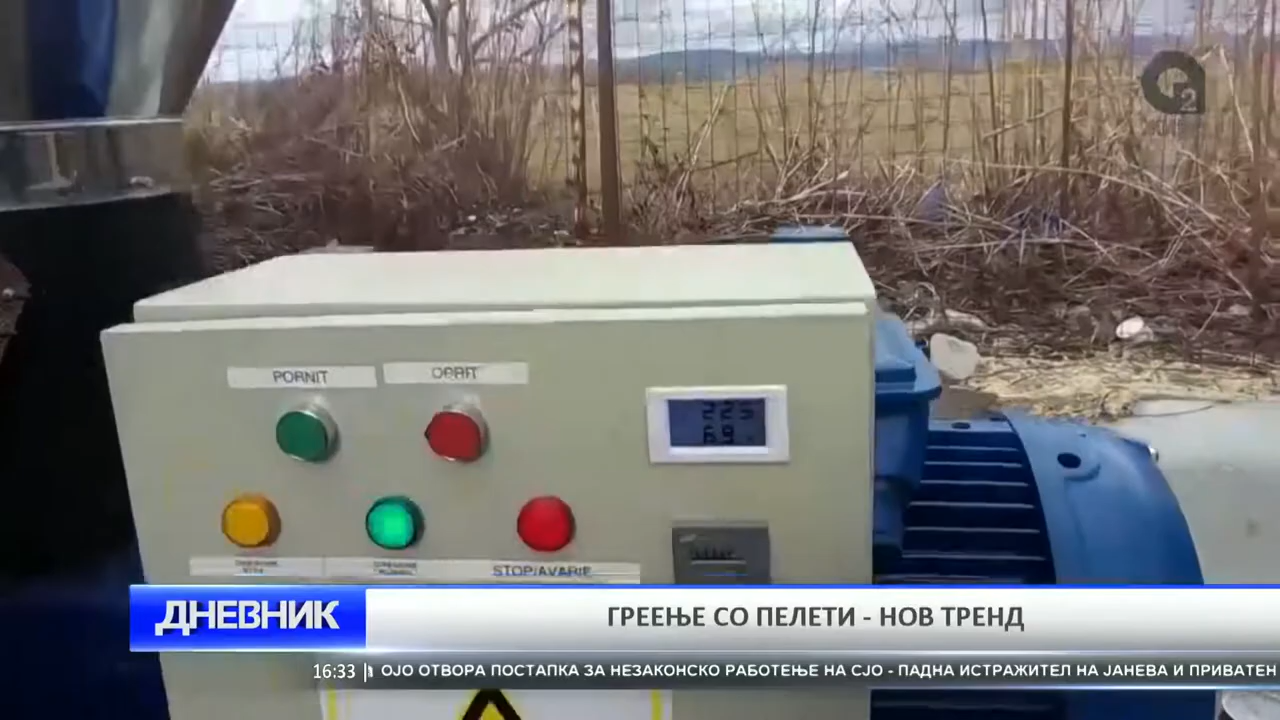 PORNIT
OPRIT
225
69
STOP/AVARIE
ДНЕВНИК
ГРЕЕЊЕ СО ПЕЛЕТИ - НОВ ТРЕНД
16:33
ОЈО ОТВОРА ПОСТАПКА ЗА НЕЗАКОНСКО РАБОТЕЊЕ НА СЈО - ПАДНА ИСТРАЖИТЕЛ НА ЈАНЕВА И ПРИВАТЕН